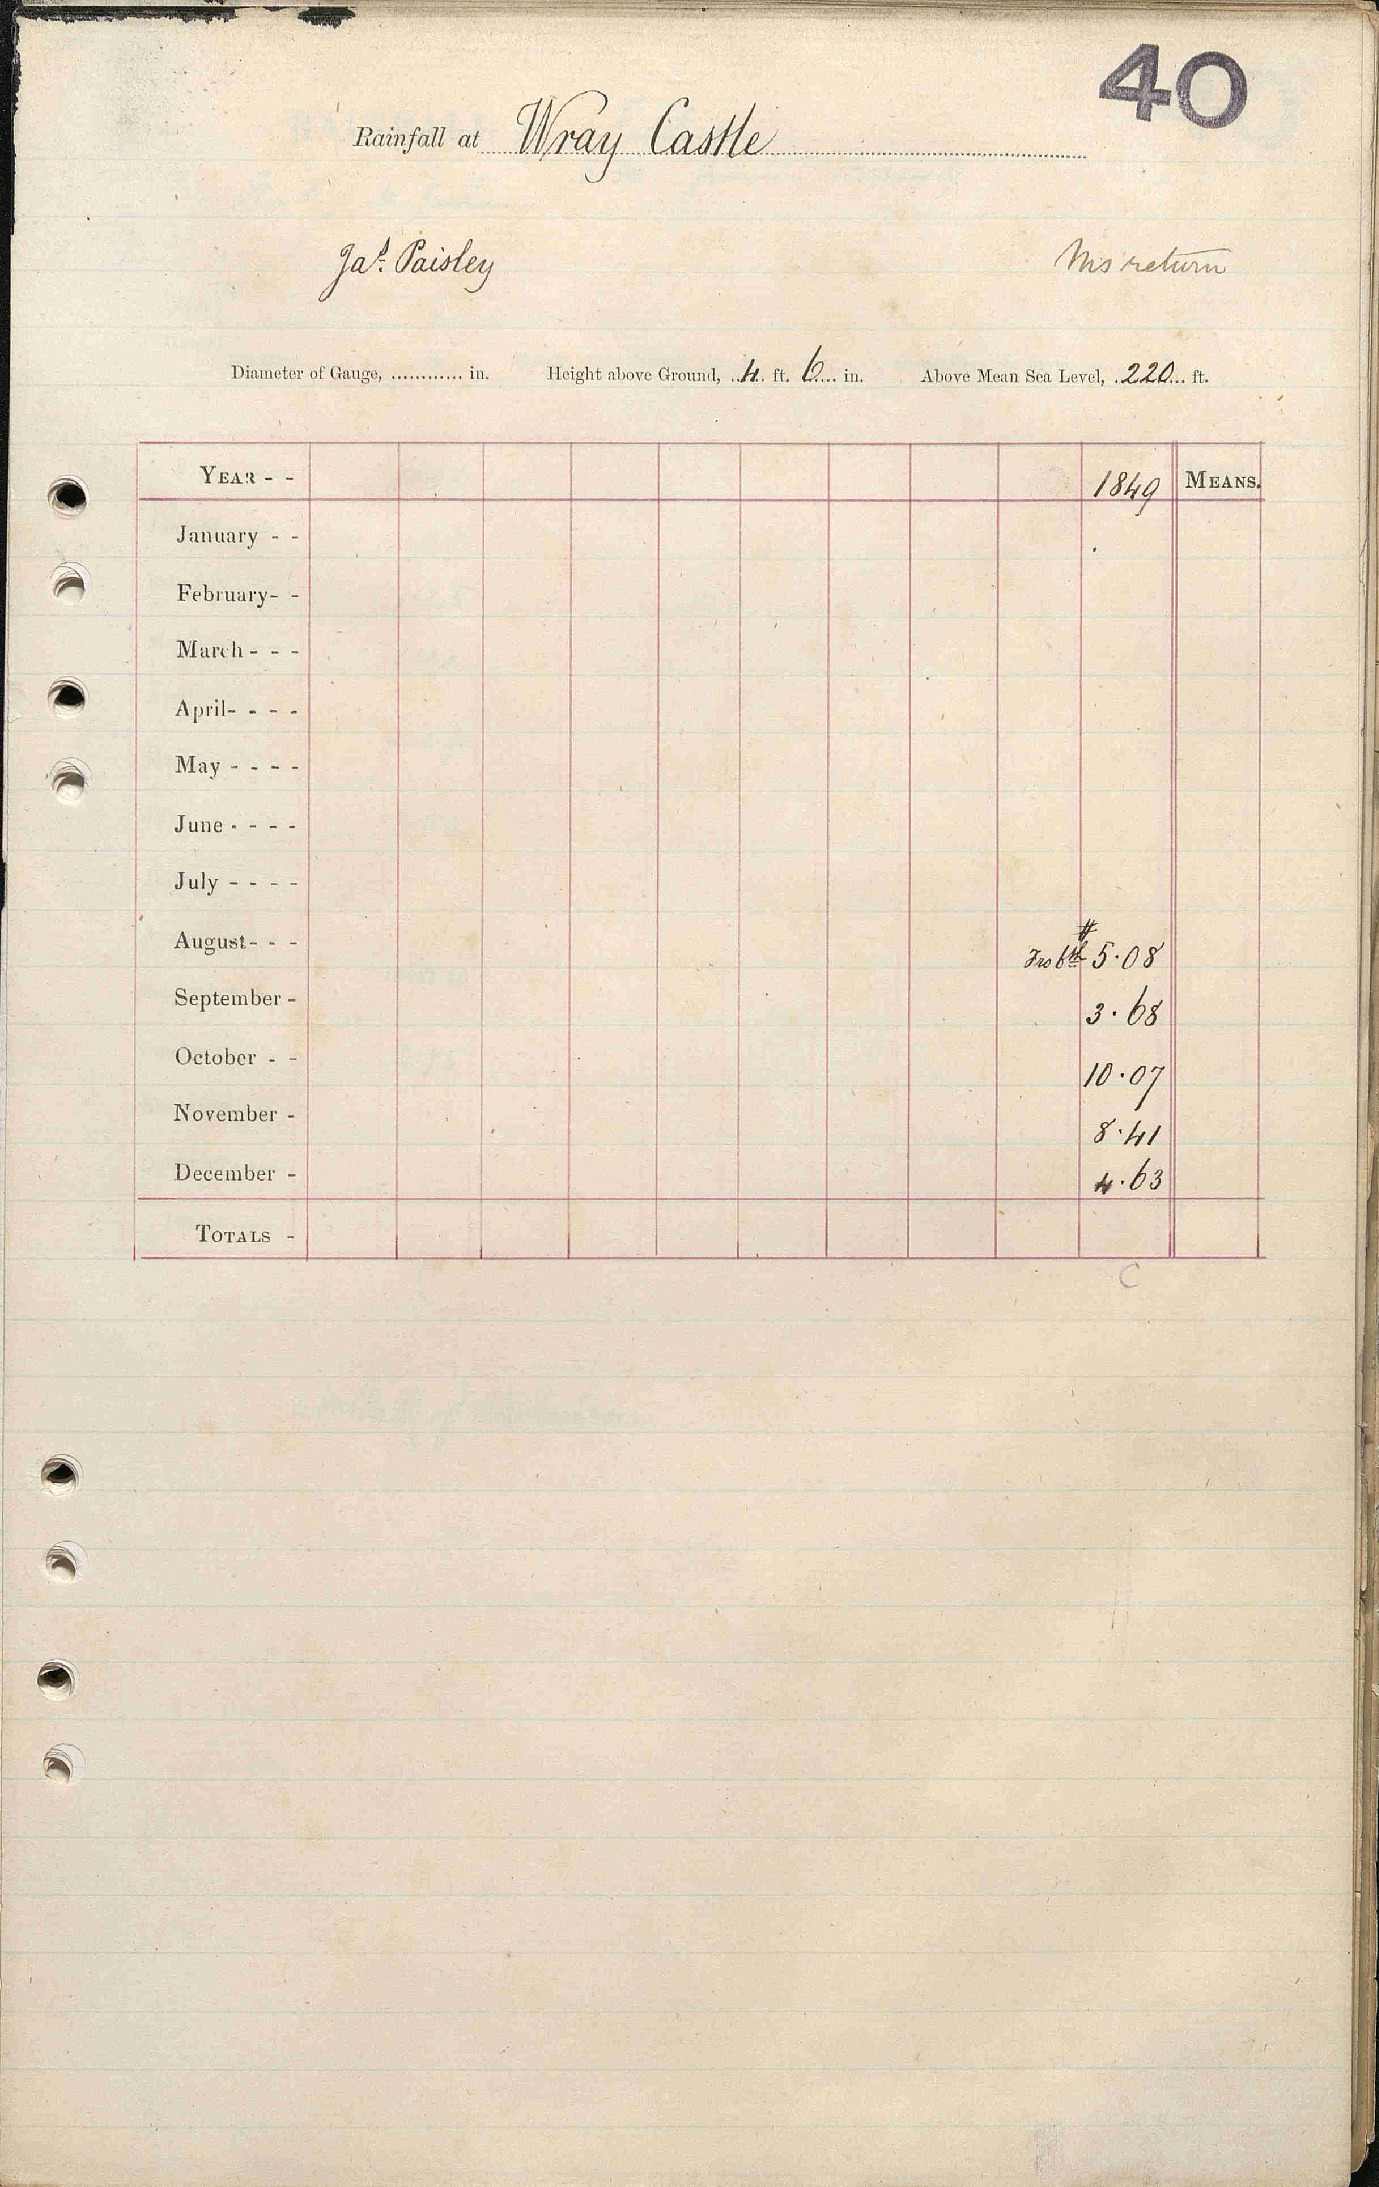 40
Rainfall at Wray Castle
Jas. Paisley
Ms return
Diameter of Gauge, ............ in. Height above Ground, 4 ft. 6 in. Above Mean Sea Level, 220 ft.
YEAR - - 1849 MEANS.
January - -
February - -
March - - -
April - - - -
May - - - -
June - - - -
July - - - -
August - - - # Fro 6th 5.08
September - 3.68
October - - 10.07
November - 8.41
December - 4.63
TOTALS -
C